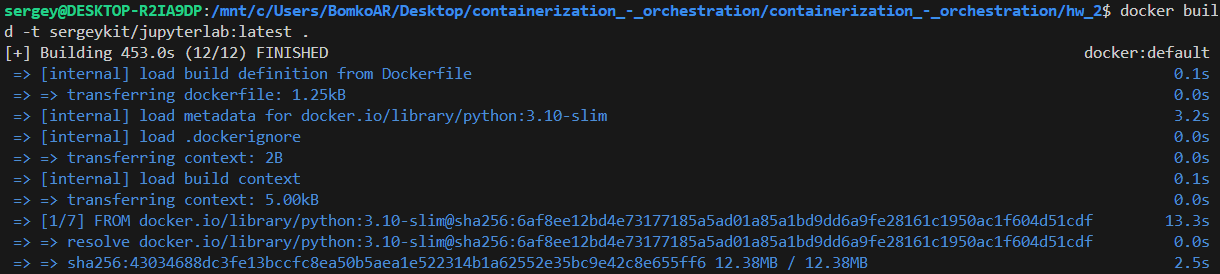 sergey@DESKTOP-R2IA9DP:/mnt/c/Users/BomkoAR/Desktop/containerization_-_orchestration/containerization_-_orchestration/hw_2$ docker buil
d -t sergeykit/jupyterlab:latest .
[+] Building 453.0s (12/12) FINISHED docker:default
=> [internal] load build definition from Dockerfile 0.1s
=> => transferring dockerfile: 1.25kB 0.0s
=> [internal] load metadata for docker.io/library/python:3.10-slim 3.2s
=> [internal] load .dockerignore 0.0s
=> => transferring context: 2B 0.0s
=> [internal] load build context 0.1s
=> => transferring context: 5.00kB 0.0s
=> [1/7] FROM docker.io/library/python:3.10-slim@sha256:6af8ee12bd4e73177185a5ad01a85a1bd9dd6a9fe28161c1950ac1f604d51cdf 13.3s
=> => resolve docker.io/library/python:3.10-slim@sha256:6af8ee12bd4e73177185a5ad01a85a1bd9dd6a9fe28161c1950ac1f604d51cdf 0.0s
=> => sha256:43034688dc3fe13bccfc8ea50b5aea1e522314b1a62552e35bc9e42c8e655ff6 12.38MB / 12.38MB 2.5s